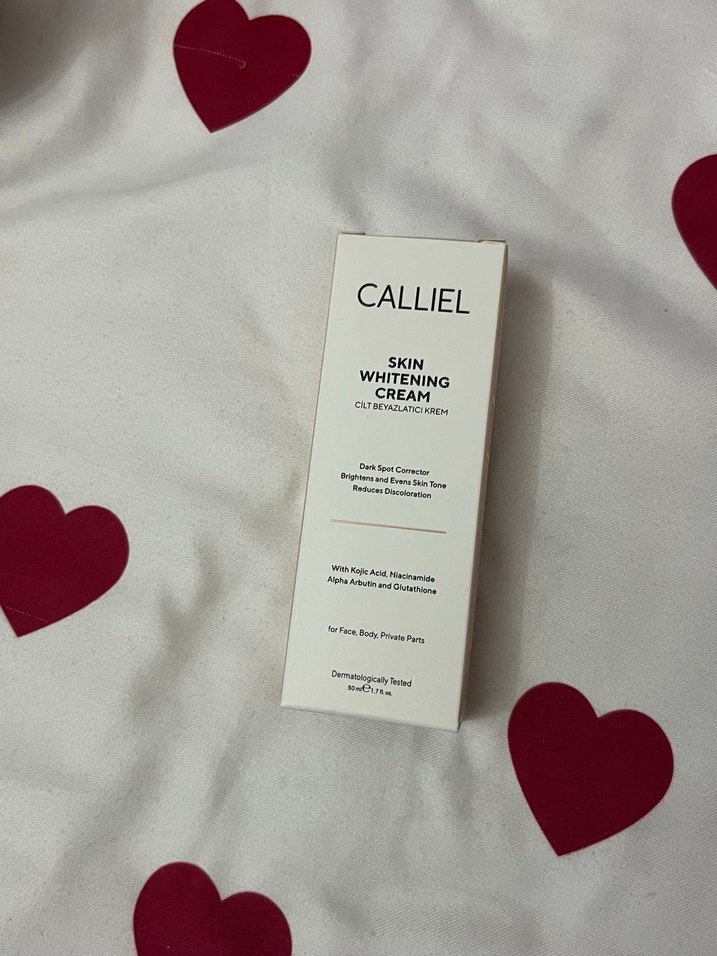 CALLIEL
SKIN
WHITENING
CREAM
CİLT BEYAZLATICI KREM
Dark Spot Corrector
Brightens and Evens Skin Tone
Reduces Discoloration
With Kojic Acid, Niacinamide
Alpha Arbutin and Glutathione
for Face, Body, Private Parts
Dermatologically Tested
50 ml ℮ 1.7 fl. oz.